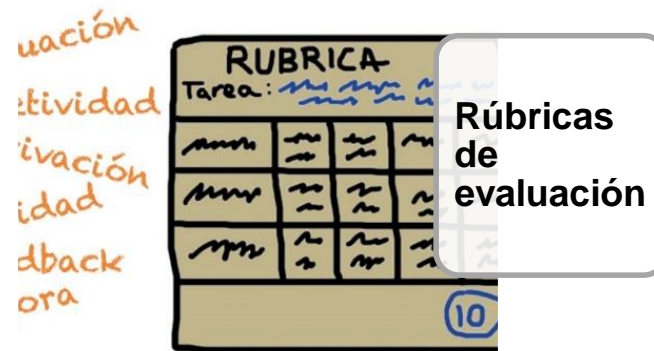 uación
RUBRICA
Tarea:
tividad
ivación
idad
dback
ora
10
Rúbricas
de
evaluación